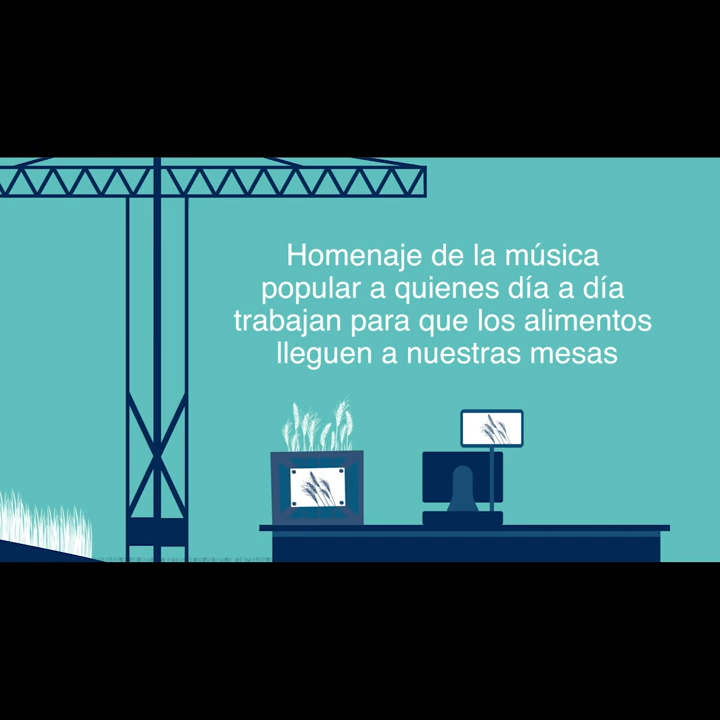 Homenaje de la música
popular a quienes día a día
trabajan para que los alimentos
lleguen a nuestras mesas